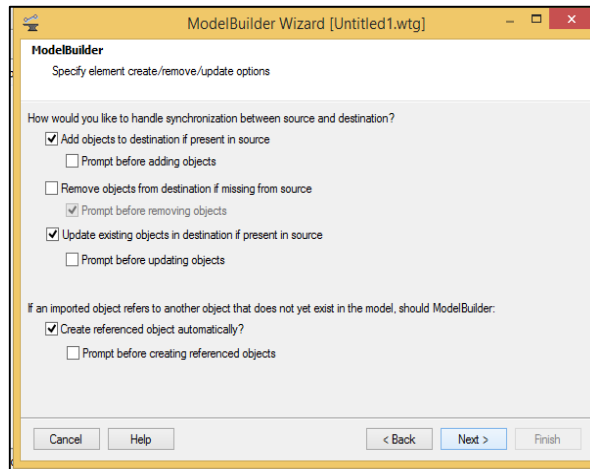 ModelBuilder Wizard [Untitled1.wtg]
ModelBuilder
Specify element create/remove/update options
How would you like to handle synchronization between source and destination?
Add objects to destination if present in source
Prompt before adding objects
Remove objects from destination if missing from source
Prompt before removing objects
Update existing objects in destination if present in source
Prompt before updating objects
If an imported object refers to another object that does not yet exist in the model, should ModelBuilder:
Create referenced object automatically?
Prompt before creating referenced objects
Cancel Help < Back Next > Finish